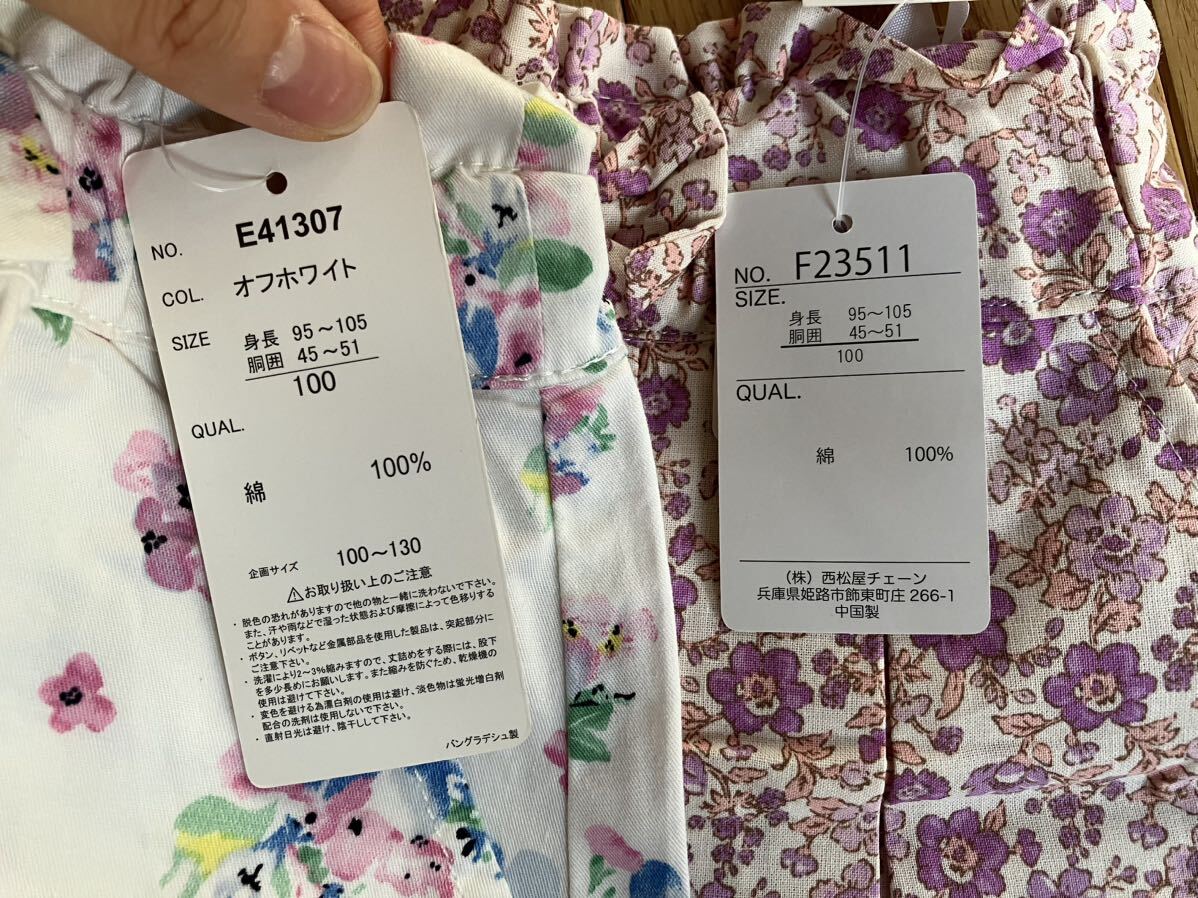 NO. E41307
COL. オフホワイト
SIZE 身長 95～105
胴囲 45～51
100
QUAL.
綿 100%
企画サイズ 100～130
⚠お取り扱い上のご注意
・脱色の恐れがありますので他の物と一緒に洗わないで下さい。
また、汗や雨などで湿った状態および摩擦によって色移りする
ことがあります。
・ボタン、リベットなど金属部品を使用した製品は、突起部分に
ご注意下さい。
・洗濯により2～3%縮みますので、丈詰めをする際には、股下
を多少長めにお願いします。また縮みを防ぐため、乾燥機の
使用は避けて下さい。
・変色を避ける為漂白剤の使用は避け、淡色物は蛍光増白剤
配合の洗剤は使用しないで下さい。
・直射日光は避け、陰干しして下さい。
バングラデシュ製
NO. F23511
SIZE.
身長 95～105
胴囲 45～51
100
QUAL.
綿 100%
（株）西松屋チェーン
兵庫県姫路市飾東町庄 266-1
中国製